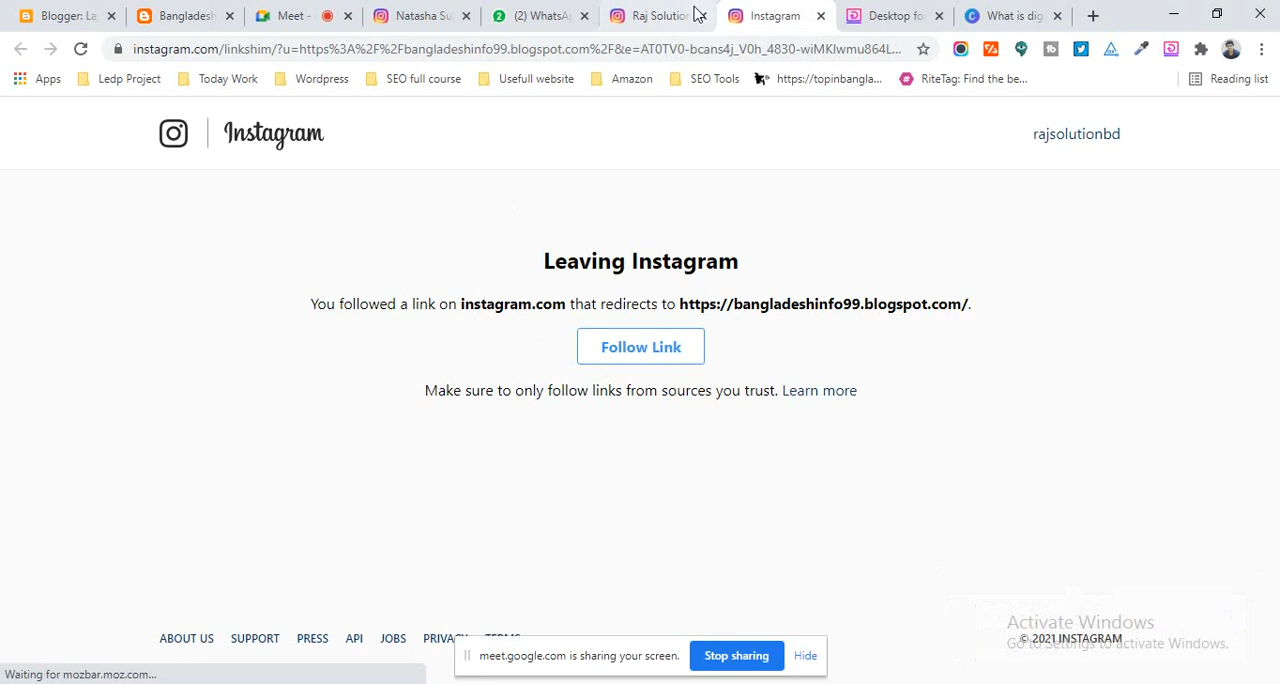 Blogger: La
Bangladesh
Meet -
Natasha Su
(2) WhatsA
Raj Solution
Instagram
Desktop fo
What is dig
instagram.com/linkshim/?u=https%3A%2F%2Fbangladeshinfo99.blogspot.com%2F&e=AT0TV0-bcans4j_V0h_4830-wiMKlwmu864L...
Apps
Ledp Project
Today Work
Wordpress
SEO full course
Usefull website
Amazon
SEO Tools
https://topinbangla...
RiteTag: Find the be...
Reading list
Instagram
rajsolutionbd
Leaving Instagram
You followed a link on instagram.com that redirects to https://bangladeshinfo99.blogspot.com/.
Follow Link
Make sure to only follow links from sources you trust. Learn more
Activate Windows
Go to Settings to activate Windows.
ABOUT US SUPPORT PRESS API JOBS PRIVACY TERMS
© 2021 INSTAGRAM
meet.google.com is sharing your screen.
Stop sharing
Hide
Waiting for mozbar.moz.com...